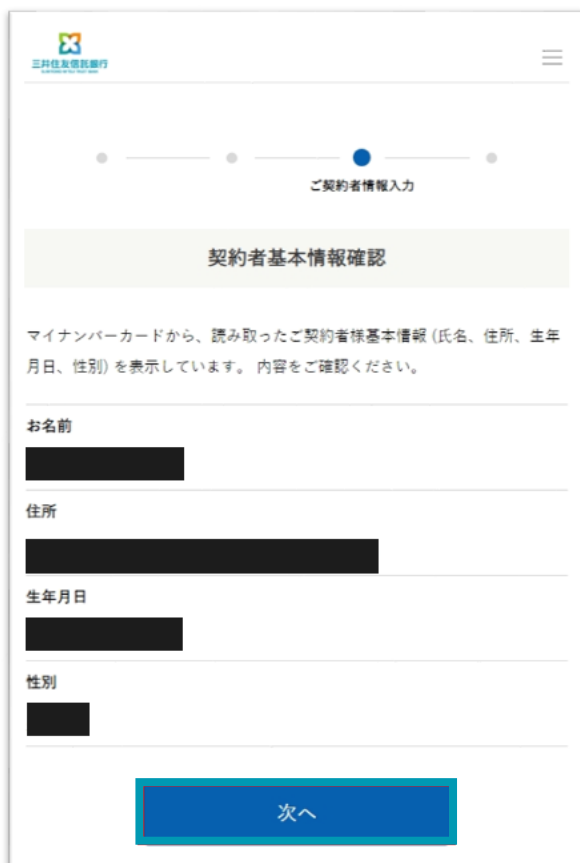 三井住友信託銀行
ご契約者情報入力
契約者基本情報確認
マイナンバーカードから、読み取ったご契約者様基本情報 (氏名、住所、生年
月日、性別) を表示しています。 内容をご確認ください。
お名前
住所
生年月日
性別
次へ